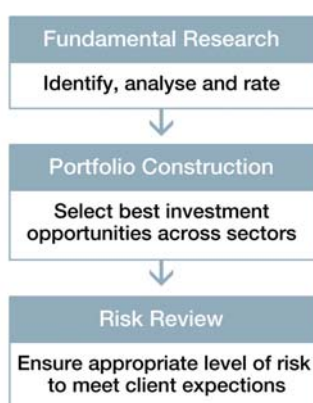 Fundamental Research
Identify, analyse and rate
Portfolio Construction
Select best investment
opportunities across sectors
Risk Review
Ensure appropriate level of risk
to meet client expections